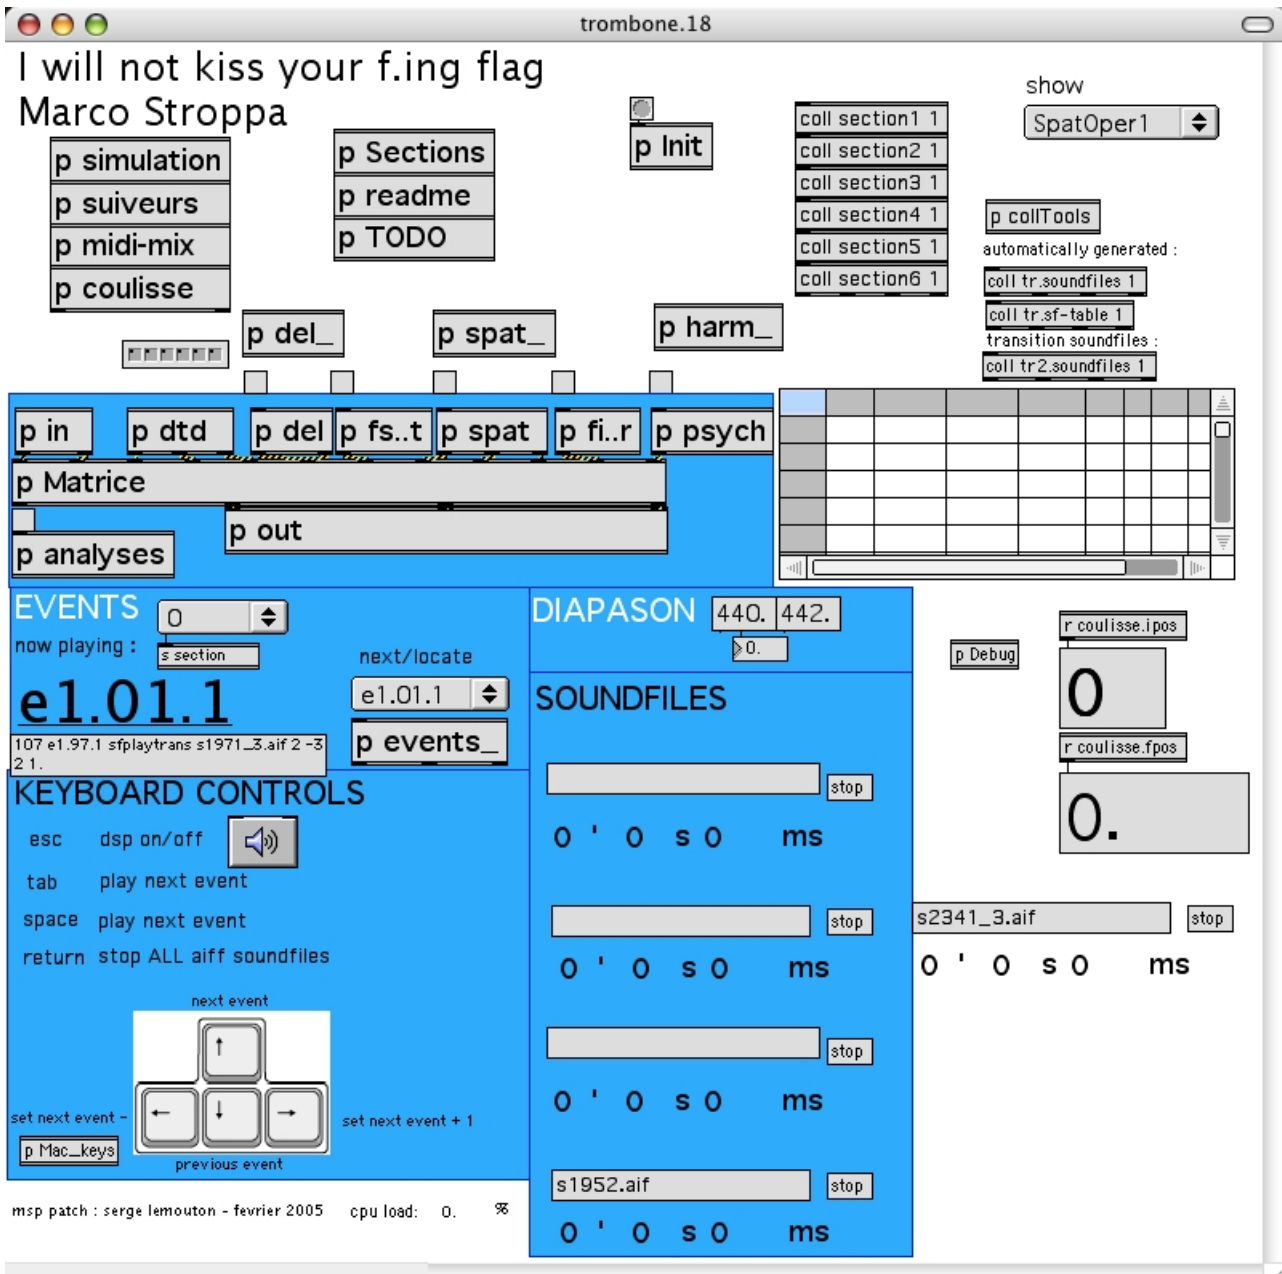 trombone.18
I will not kiss your f.ing flag
Marco Stroppa
show
SpatOper1
p simulation
p suiveurs
p midi-mix
p coulisse
p Sections
p readme
p TODO
p Init
coll section1 1
coll section2 1
coll section3 1
coll section4 1
coll section5 1
coll section6 1
p collTools
automatically generated :
coll tr.soundfiles 1
coll tr.sf-table 1
transition soundfiles :
coll tr2.soundfiles 1
p del_
p spat_
p harm_
p in
p dtd
p del
p fs..t
p spat
p fi..r
p psych
p Matrice
p out
p analyses
EVENTS
0
now playing :
s section
e1.01.1
107 e1.97.1 sfplaytrans s1971_3.aif 2 -3
2 1.
next/locate
e1.01.1
p events_
DIAPASON
440.
442.
0.
p Debug
r coulisse.ipos
0
r coulisse.fpos
0.
KEYBOARD CONTROLS
esc dsp on/off
tab play next event
space play next event
return stop ALL aiff soundfiles
next event
↑
← ↓ →
set next event -
set next event + 1
p Mac_keys
previous event
SOUNDFILES
stop
0 ' 0 s 0 ms
stop
0 ' 0 s 0 ms
stop
0 ' 0 s 0 ms
s1952.aif
stop
0 ' 0 s 0 ms
s2341_3.aif
stop
0 ' 0 s 0 ms
msp patch : serge lemouton - fevrier 2005
cpu load: 0. %